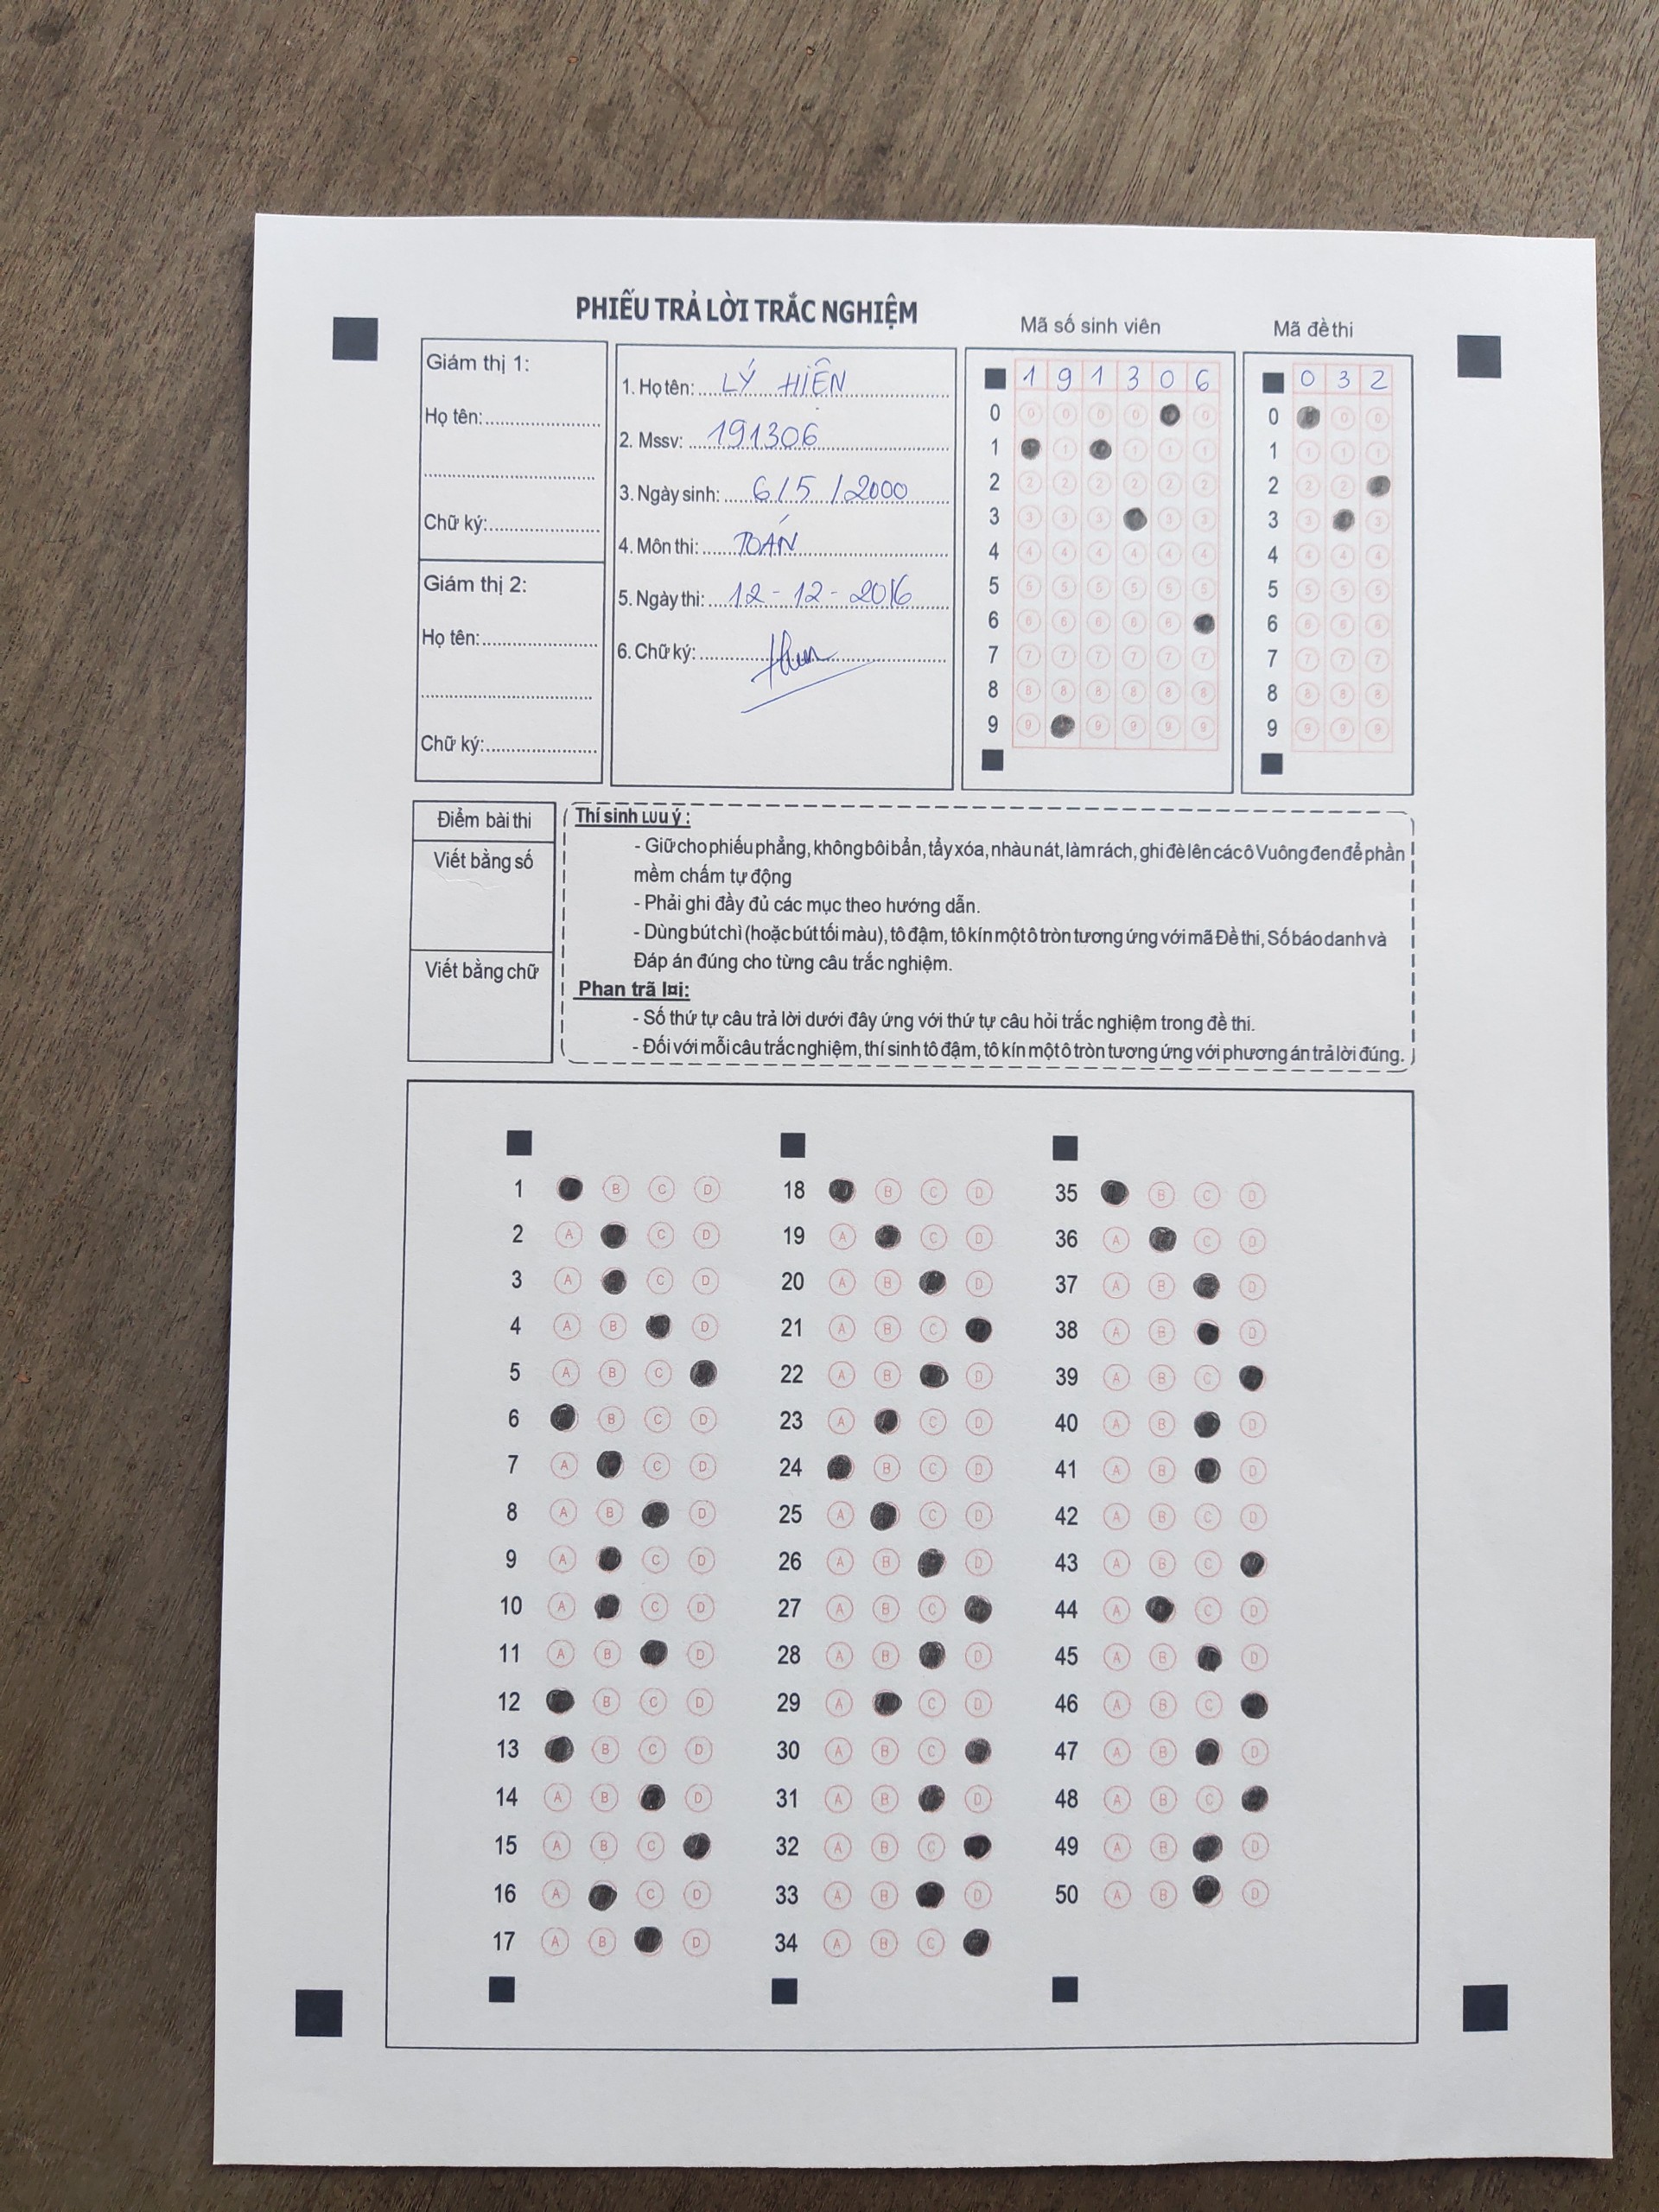 PHIẾU TRẢ LỜI TRẮC NGHIỆM
Giám thị 1:
Họ tên:
Chữ ký:
Giám thị 2:
Họ tên:
Chữ ký:
1. Họ tên: LÝ HIÊN
2. Mssv: 191306
3. Ngày sinh: 6/5/2000
4. Môn thi: TOÁN
5. Ngày thi: 12-12-2016
6. Chữ ký:
Mã số sinh viên
1 9 1 3 0 6
0 0 0 0 0 0
1 1 1 1 1
2 2 2 2 2 2 2
3 3 3 3 3 3
4 4 4 4 4 4 4
5 5 5 5 5 5 5
6 6 6 6 6 6
7 7 7 7 7 7 7
8 8 8 8 8 8 8
9 9 9 9 9 9
Mã đề thi
0 3 2
0 0 0
1 1 1 1
2 2 2
3 3 3
4 4 4 4
5 5 5 5
6 6 6 6
7 7 7 7
8 8 8 8
9 9 9 9
Điểm bài thi
Viết bằng số
Viết bằng chữ
Thí sinh LUu ý :
- Giữ cho phiếu phẳng, không bôi bẩn, tẩy xóa, nhàu nát, làm rách, ghi đè lên các ô Vuông đen để phần
mềm chấm tự động
- Phải ghi đầy đủ các mục theo hướng dẫn.
- Dùng bút chì (hoặc bút tối màu), tô đậm, tô kín một ô tròn tương ứng với mã Đề thi, Số báo danh và
Đáp án đúng cho từng câu trắc nghiệm.
Phan trã l¤i:
- Số thứ tự câu trả lời dưới đây ứng với thứ tự câu hỏi trắc nghiệm trong đề thi.
- Đối với mỗi câu trắc nghiệm, thí sinh tô đậm, tô kín một ô tròn tương ứng với phương án trả lời đúng.
1 B C D
2 A C D
3 A C D
4 A B D
5 A B C
6 B C D
7 A C D
8 A B D
9 A C D
10 A C D
11 A B D
12 B C D
13 B C D
14 A B D
15 A B C
16 A C D
17 A B D
18 B C D
19 A C D
20 A B D
21 A B C
22 A B D
23 A C D
24 B C D
25 A C D
26 A B D
27 A B C
28 A B D
29 A C D
30 A B C
31 A B D
32 A B C
33 A B D
34 A B C
35 B C D
36 A C D
37 A B D
38 A B D
39 A B C
40 A B D
41 A B D
42 A B C D
43 A B C
44 A C D
45 A B D
46 A B C
47 A B D
48 A B C
49 A B D
50 A B D